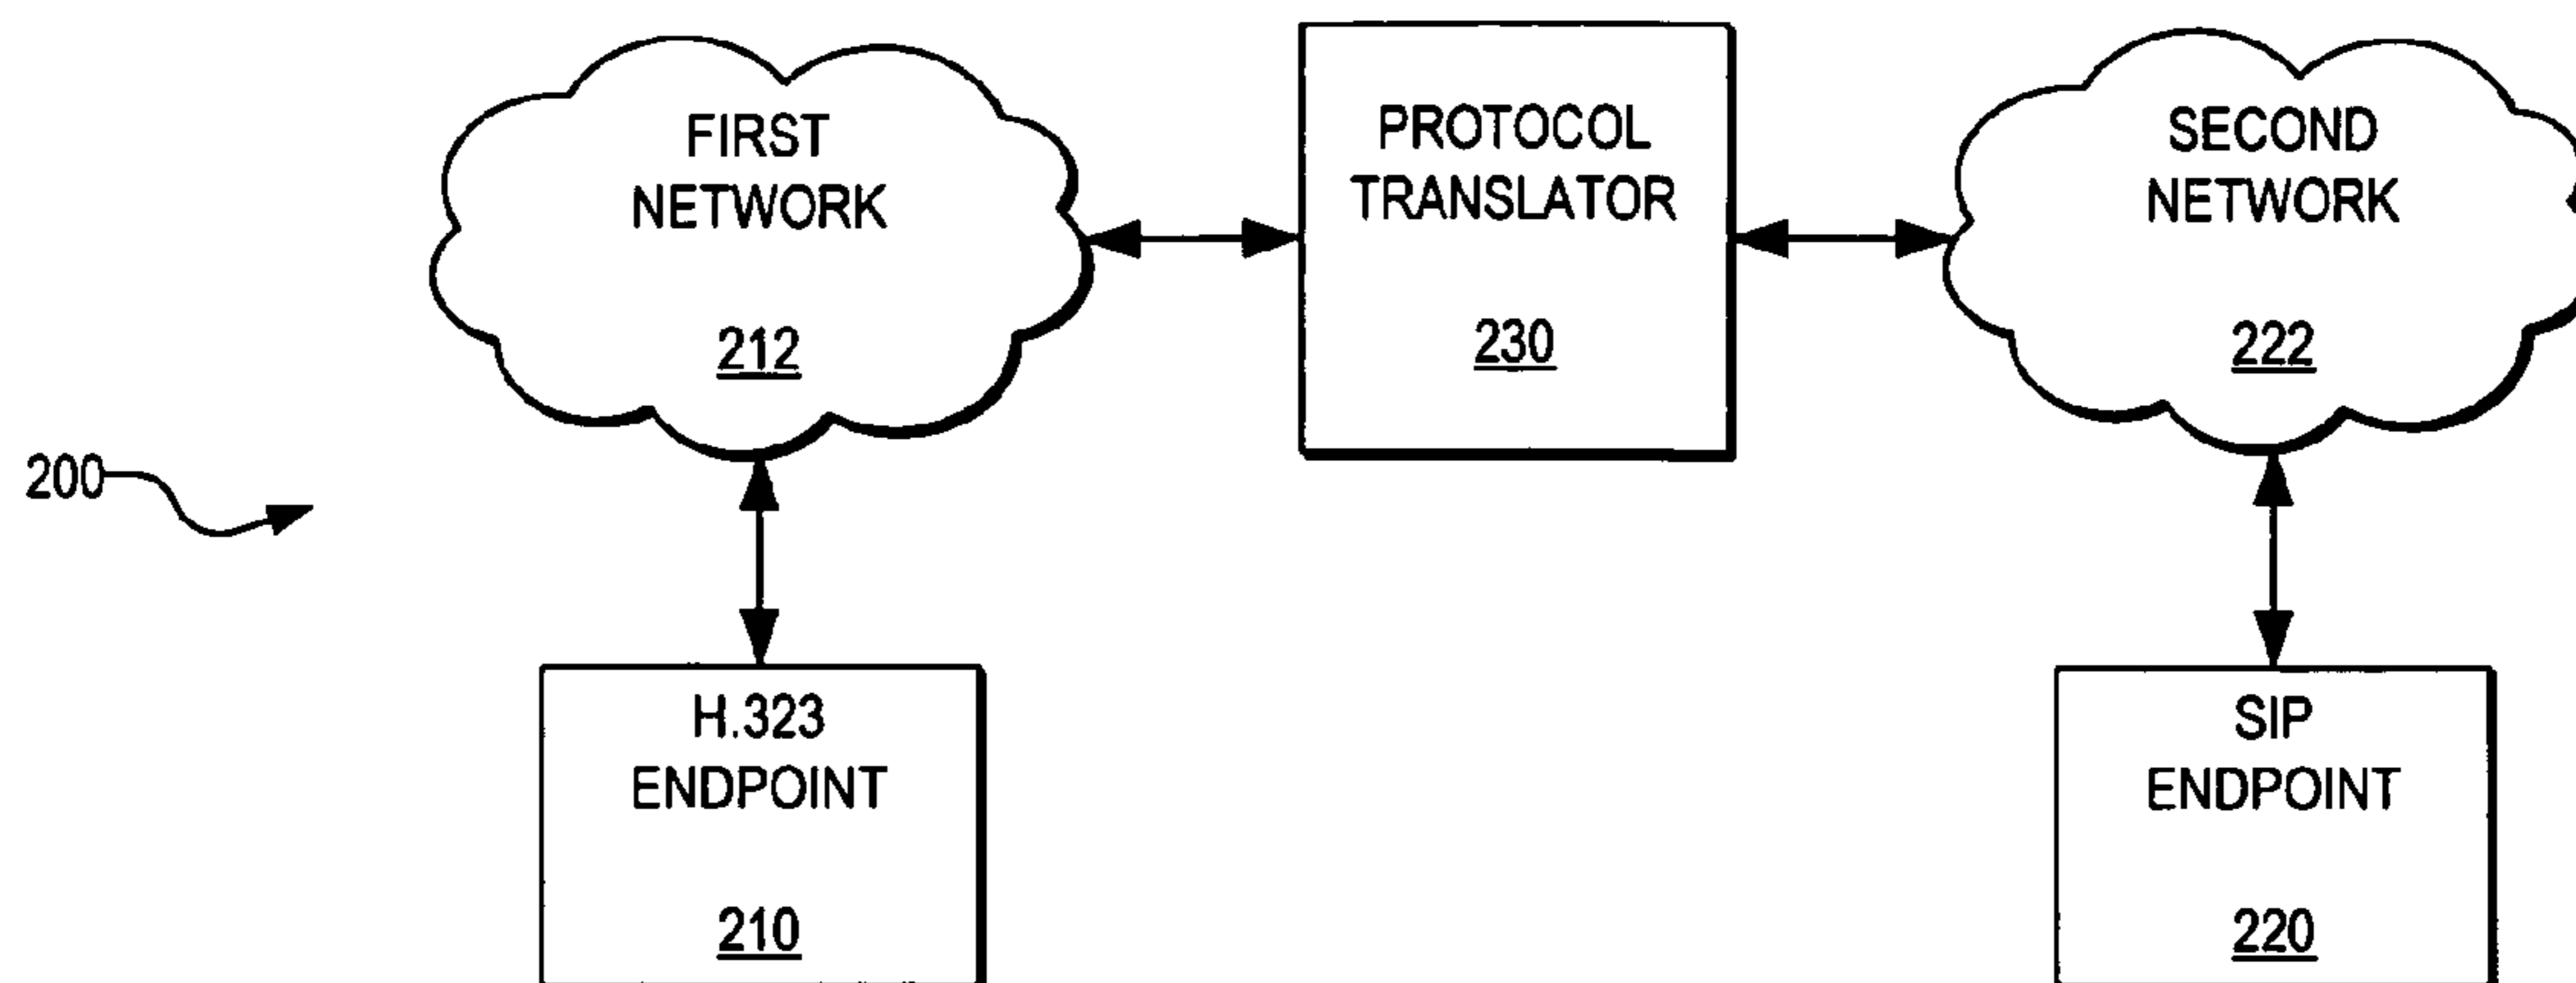 FIRST
NETWORK
212
PROTOCOL
TRANSLATOR
230
SECOND
NETWORK
222
200
H.323
ENDPOINT
210
SIP
ENDPOINT
220